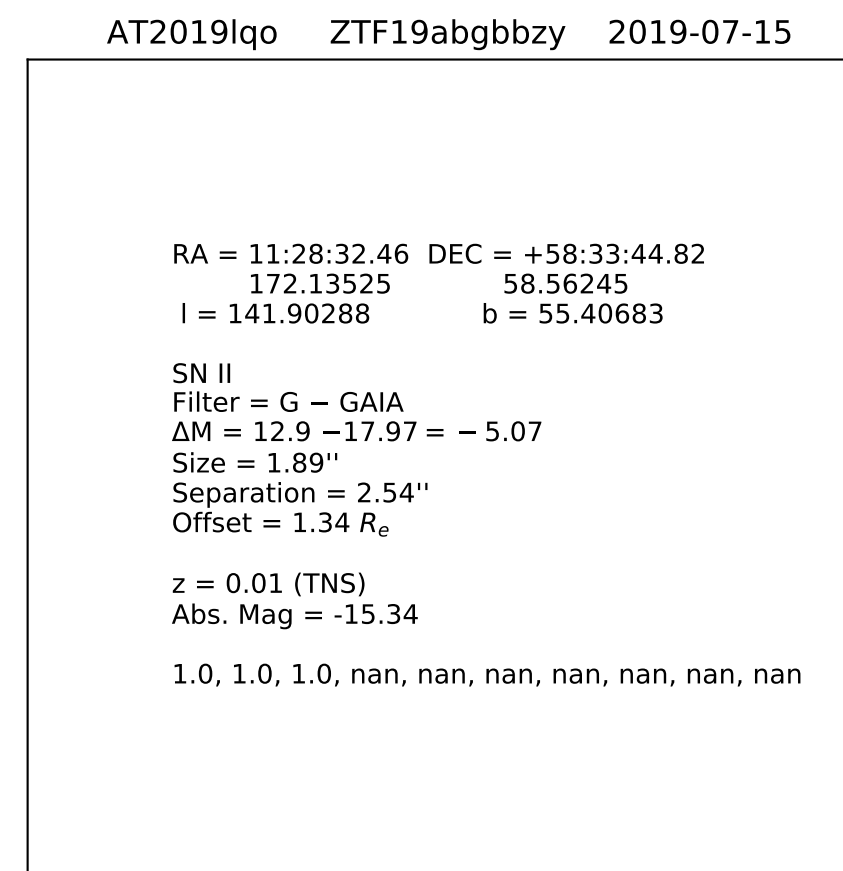 AT2019lqo ZTF19abgbbzy 2019-07-15
RA = 11:28:32.46 DEC = +58:33:44.82
172.13525 58.56245
l = 141.90288 b = 55.40683
SN II
Filter = G − GAIA
ΔM = 12.9 −17.97 = − 5.07
Size = 1.89''
Separation = 2.54''
Offset = 1.34 Re
z = 0.01 (TNS)
Abs. Mag = -15.34
1.0, 1.0, 1.0, nan, nan, nan, nan, nan, nan, nan